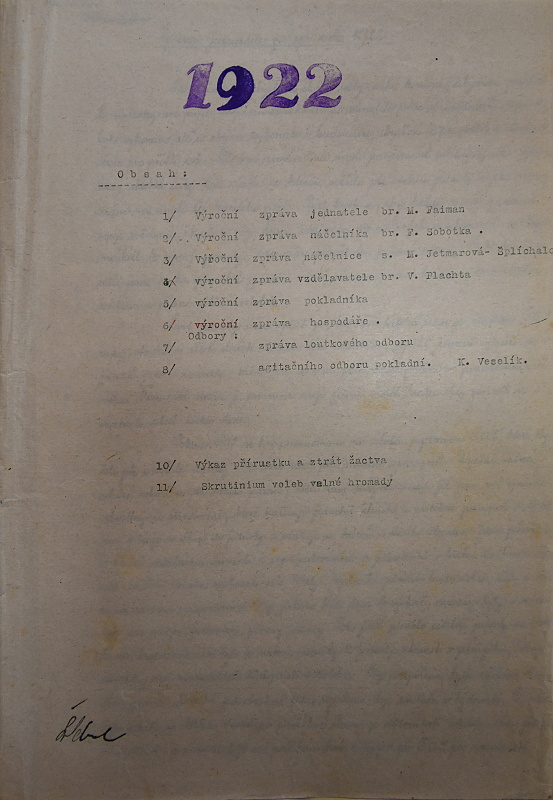 1922
Obsah:
1/ Výroční zpráva jednatele br. M. Faiman
2/ Výroční zpráva náčelníka br. F. Sobotka .
3/ Výroční zpráva náčelnice s. M. Jetmarová- Šplíchalo
4/ výroční zpráva vzdělavatele br. V. Plachta
5/ výroční zpráva pokladníka
6/ výroční zpráva hospodáře .
Odbory :
7/ zpráva loutkového odboru
8/ agitačního odboru pokladní. K. Veselík.
10/ Výkaz přírustku a ztrát žactva
11/ Skrutinium voleb valné hromady